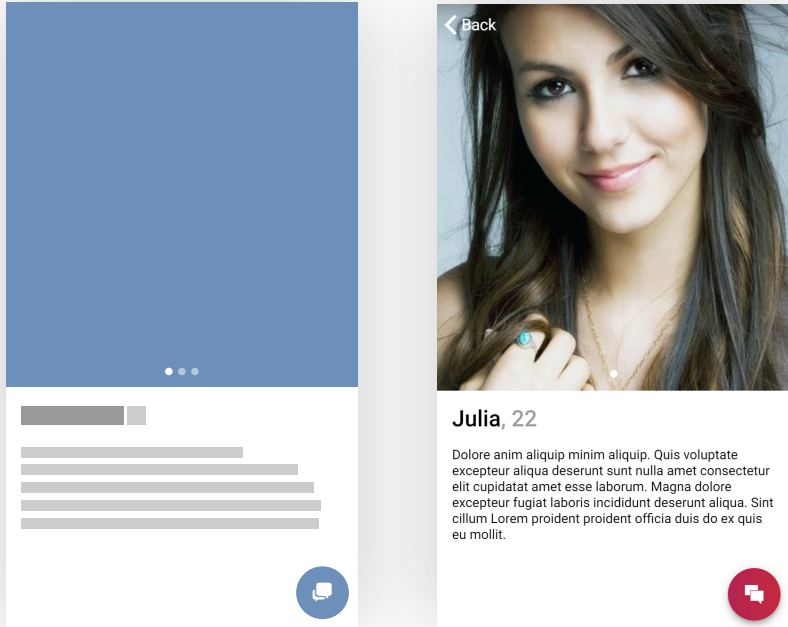 Back
Julia, 22
Dolore anim aliquip minim aliquip. Quis voluptate
excepteur aliqua deserunt sunt nulla amet consectetur
elit cupidatat amet esse laborum. Magna dolore
excepteur fugiat laboris incididunt deserunt aliqua. Sint
cillum Lorem proident proident officia duis do ex quis
eu mollit.